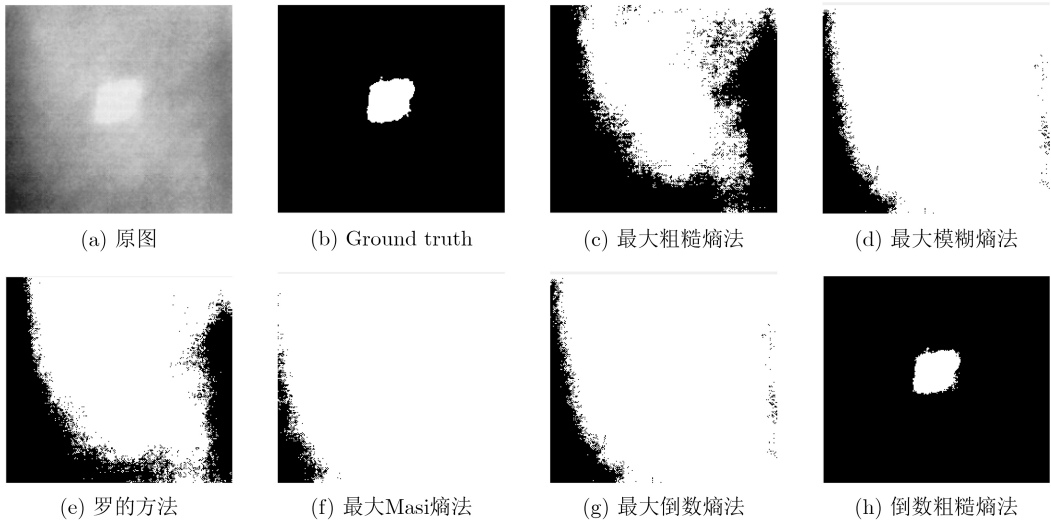 (a) 原图
(b) Ground truth
(c) 最大粗糙熵法
(d) 最大模糊熵法
(e) 罗的方法
(f) 最大Masi熵法
(g) 最大倒数熵法
(h) 倒数粗糙熵法